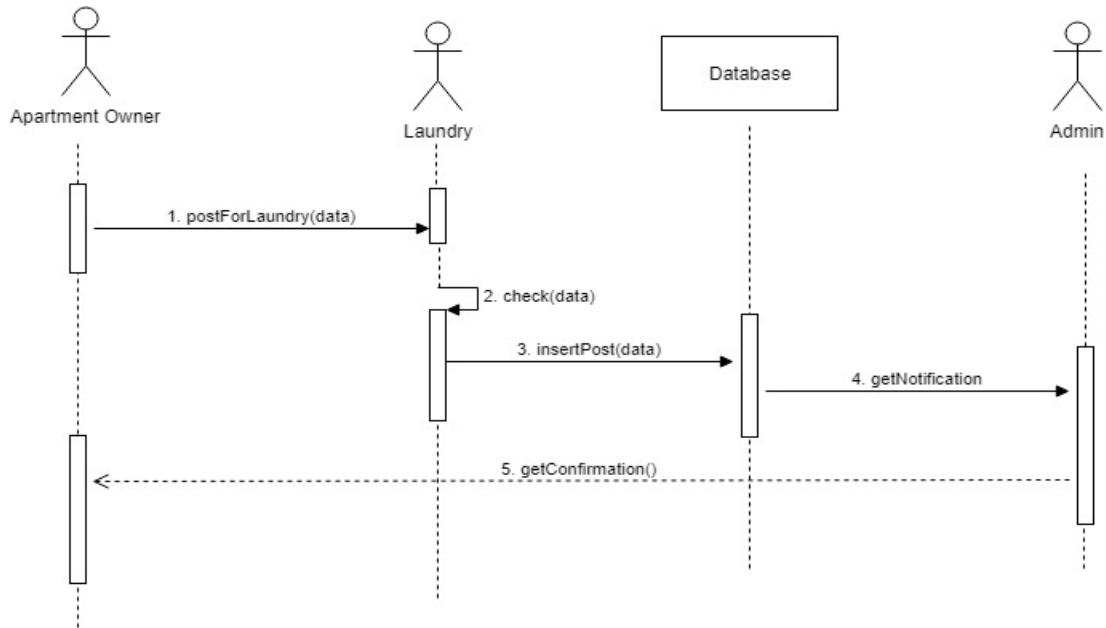 Apartment Owner
Laundry
Database
Admin
1. postForLaundry(data)
2. check(data)
3. insertPost(data)
4. getNotification
5. getConfirmation()